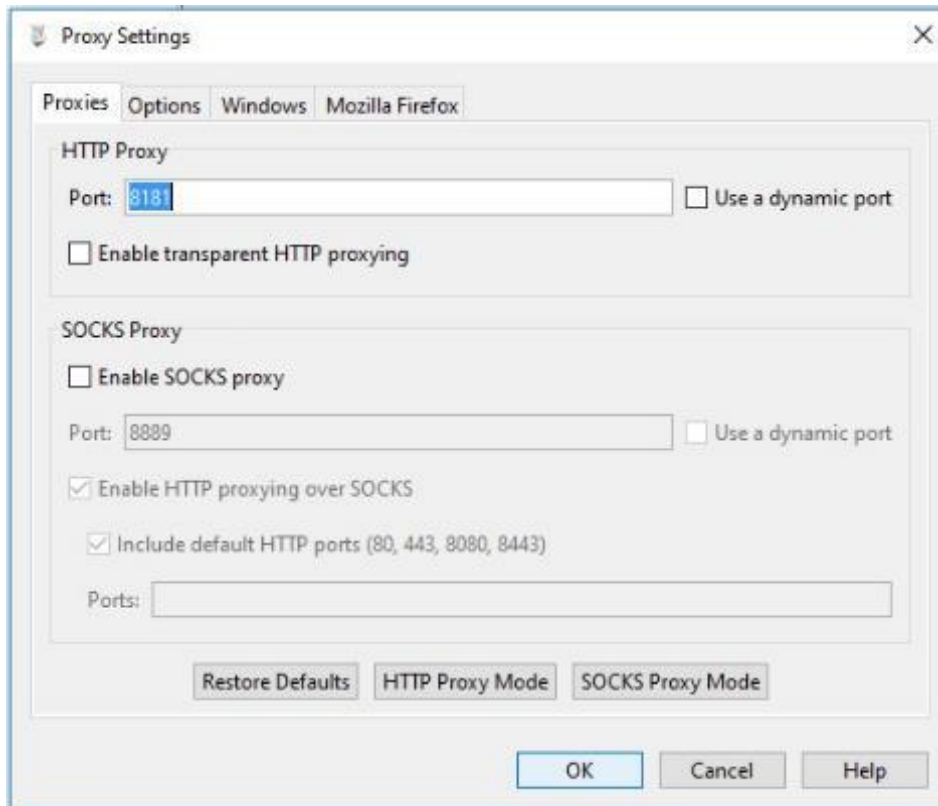 Proxy Settings
Proxies Options Windows Mozilla Firefox
HTTP Proxy
Port: 8181 Use a dynamic port
Enable transparent HTTP proxying
SOCKS Proxy
Enable SOCKS proxy
Port: 8889 Use a dynamic port
Enable HTTP proxying over SOCKS
Include default HTTP ports (80, 443, 8080, 8443)
Ports:
Restore Defaults HTTP Proxy Mode SOCKS Proxy Mode
OK Cancel Help